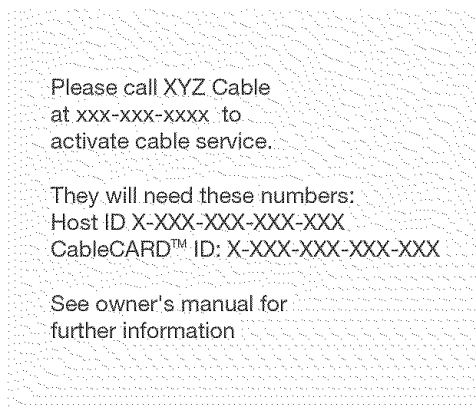 Please call XYZ Cable
at xxx-xxx-xxxx to
activate cable service.
They will need these numbers:
Host ID X-XXX-XXX-XXX-XXX
CableCARD™ ID: X-XXX-XXX-XXX-XXX
See owner's manual for
further information